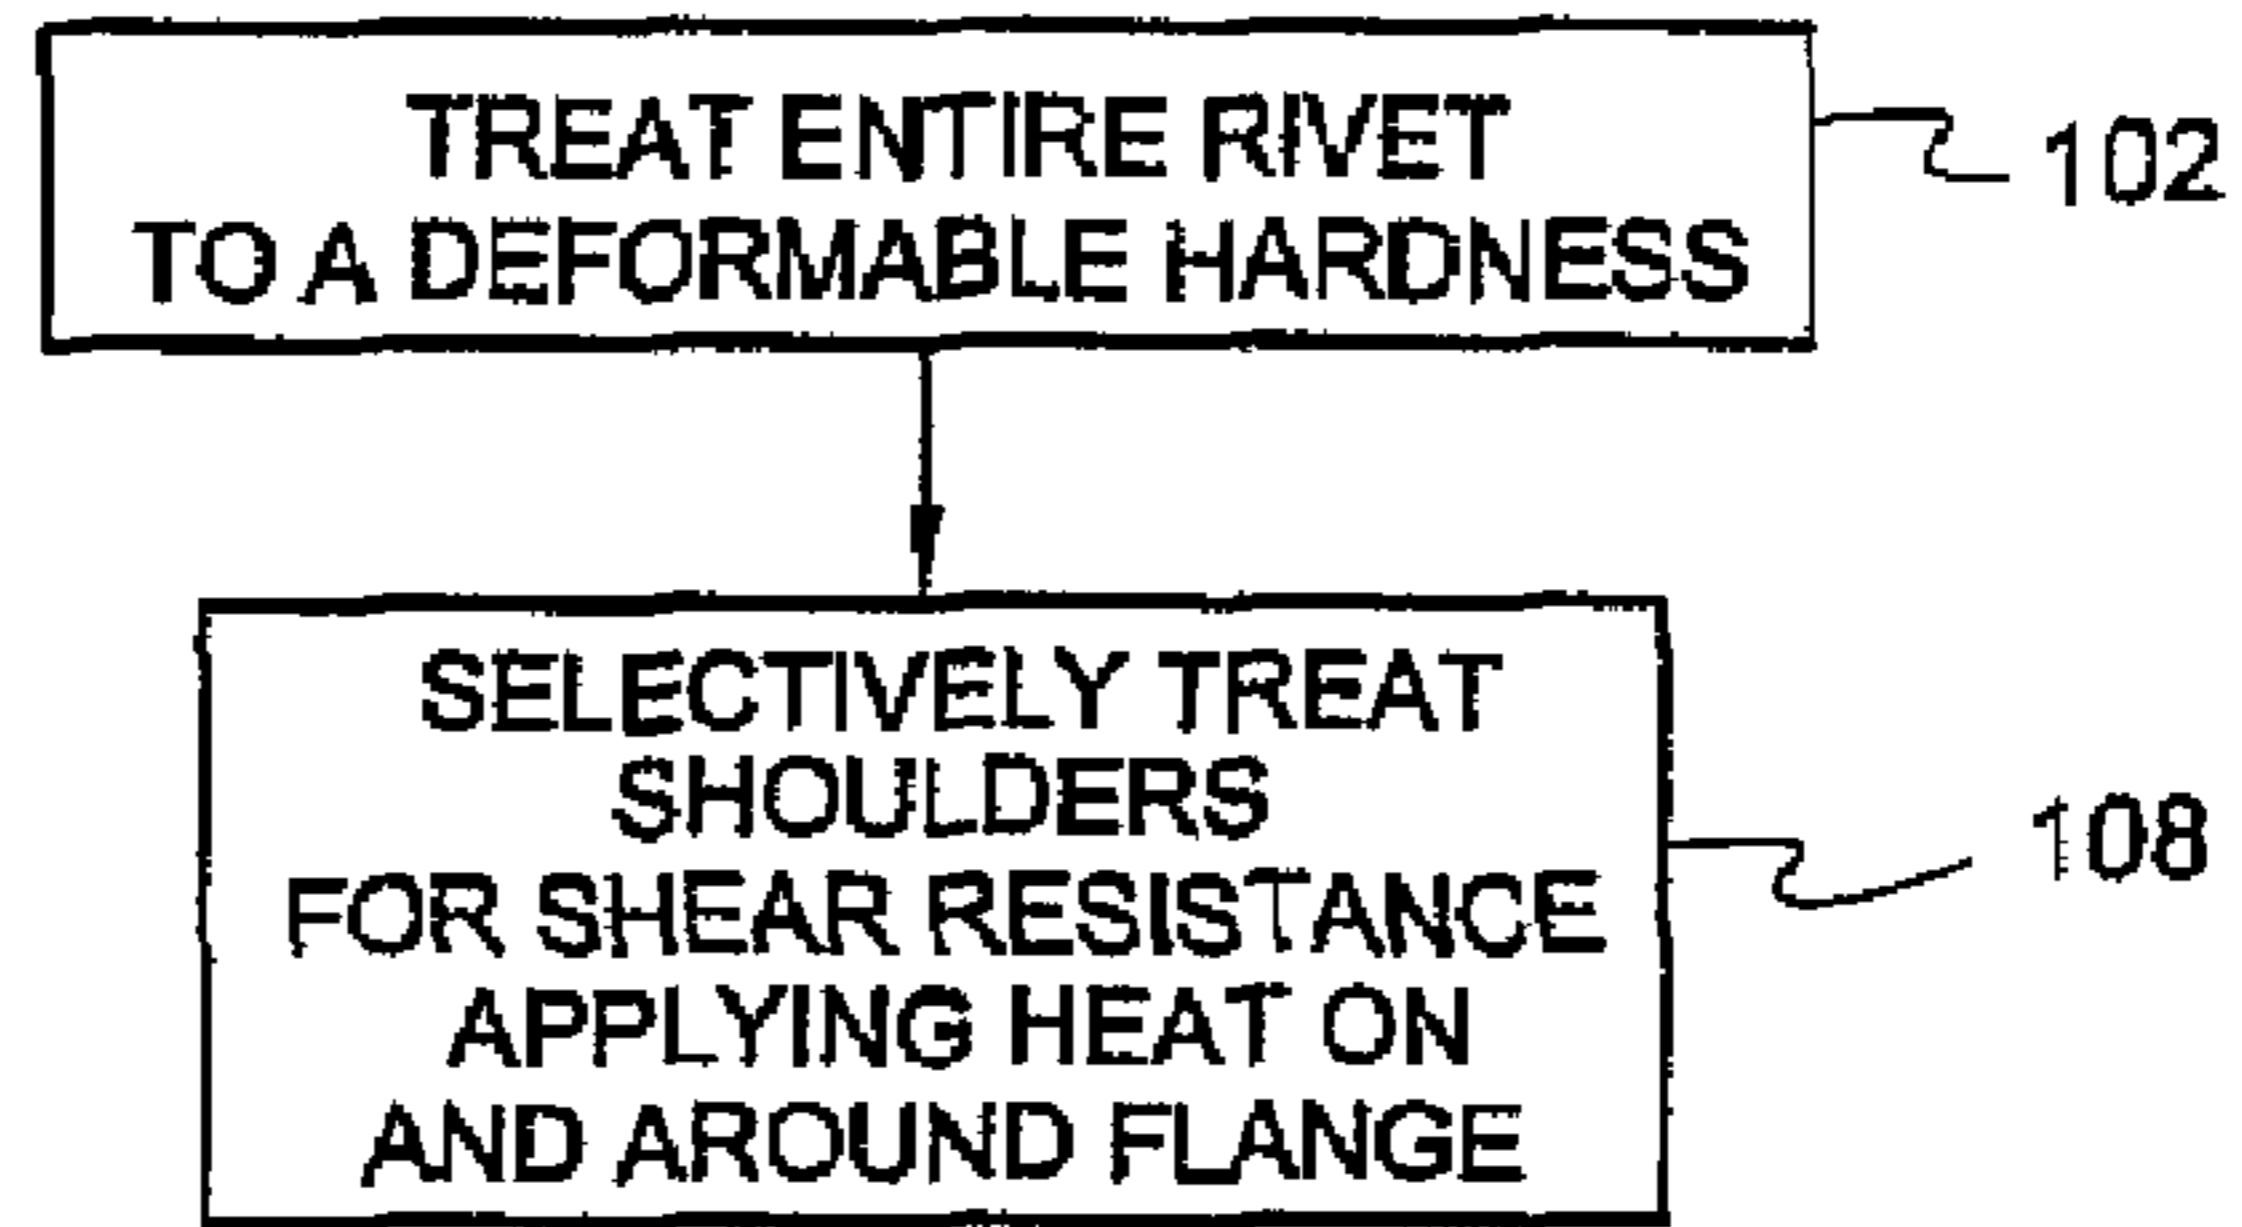 TREAT ENTIRE RIVET
TO A DEFORMABLE HARDNESS
102
SELECTIVELY TREAT
SHOULDERS
FOR SHEAR RESISTANCE
APPLYING HEAT ON
AND AROUND FLANGE
108